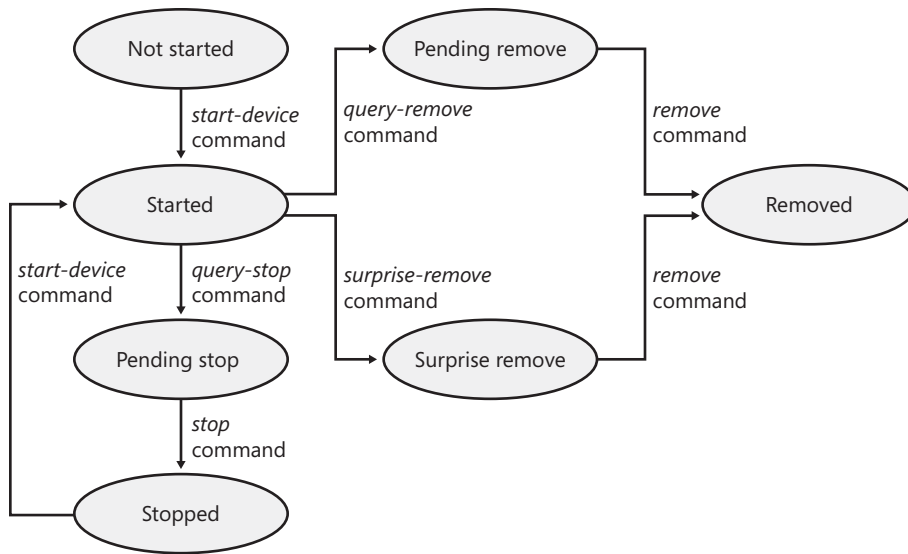 Not started
Pending remove
start-device
command
query-remove
command
remove
command
Started
Removed
start-device
command
query-stop
command
surprise-remove
command
remove
command
Pending stop
Surprise remove
stop
command
Stopped